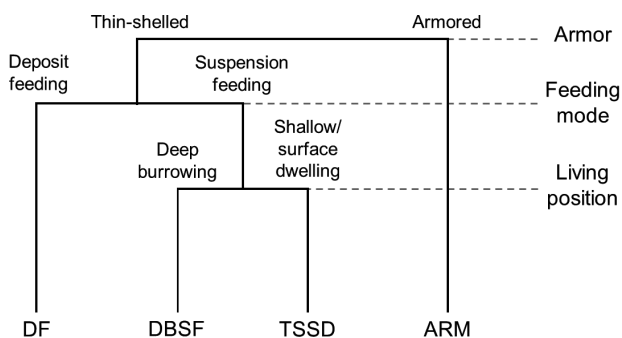 Thin-shelled
Armored
Armor
Deposit
feeding
Suspension
feeding
Feeding
mode
Deep
burrowing
Shallow/
surface
dwelling
Living
position
DF
DBSF
TSSD
ARM